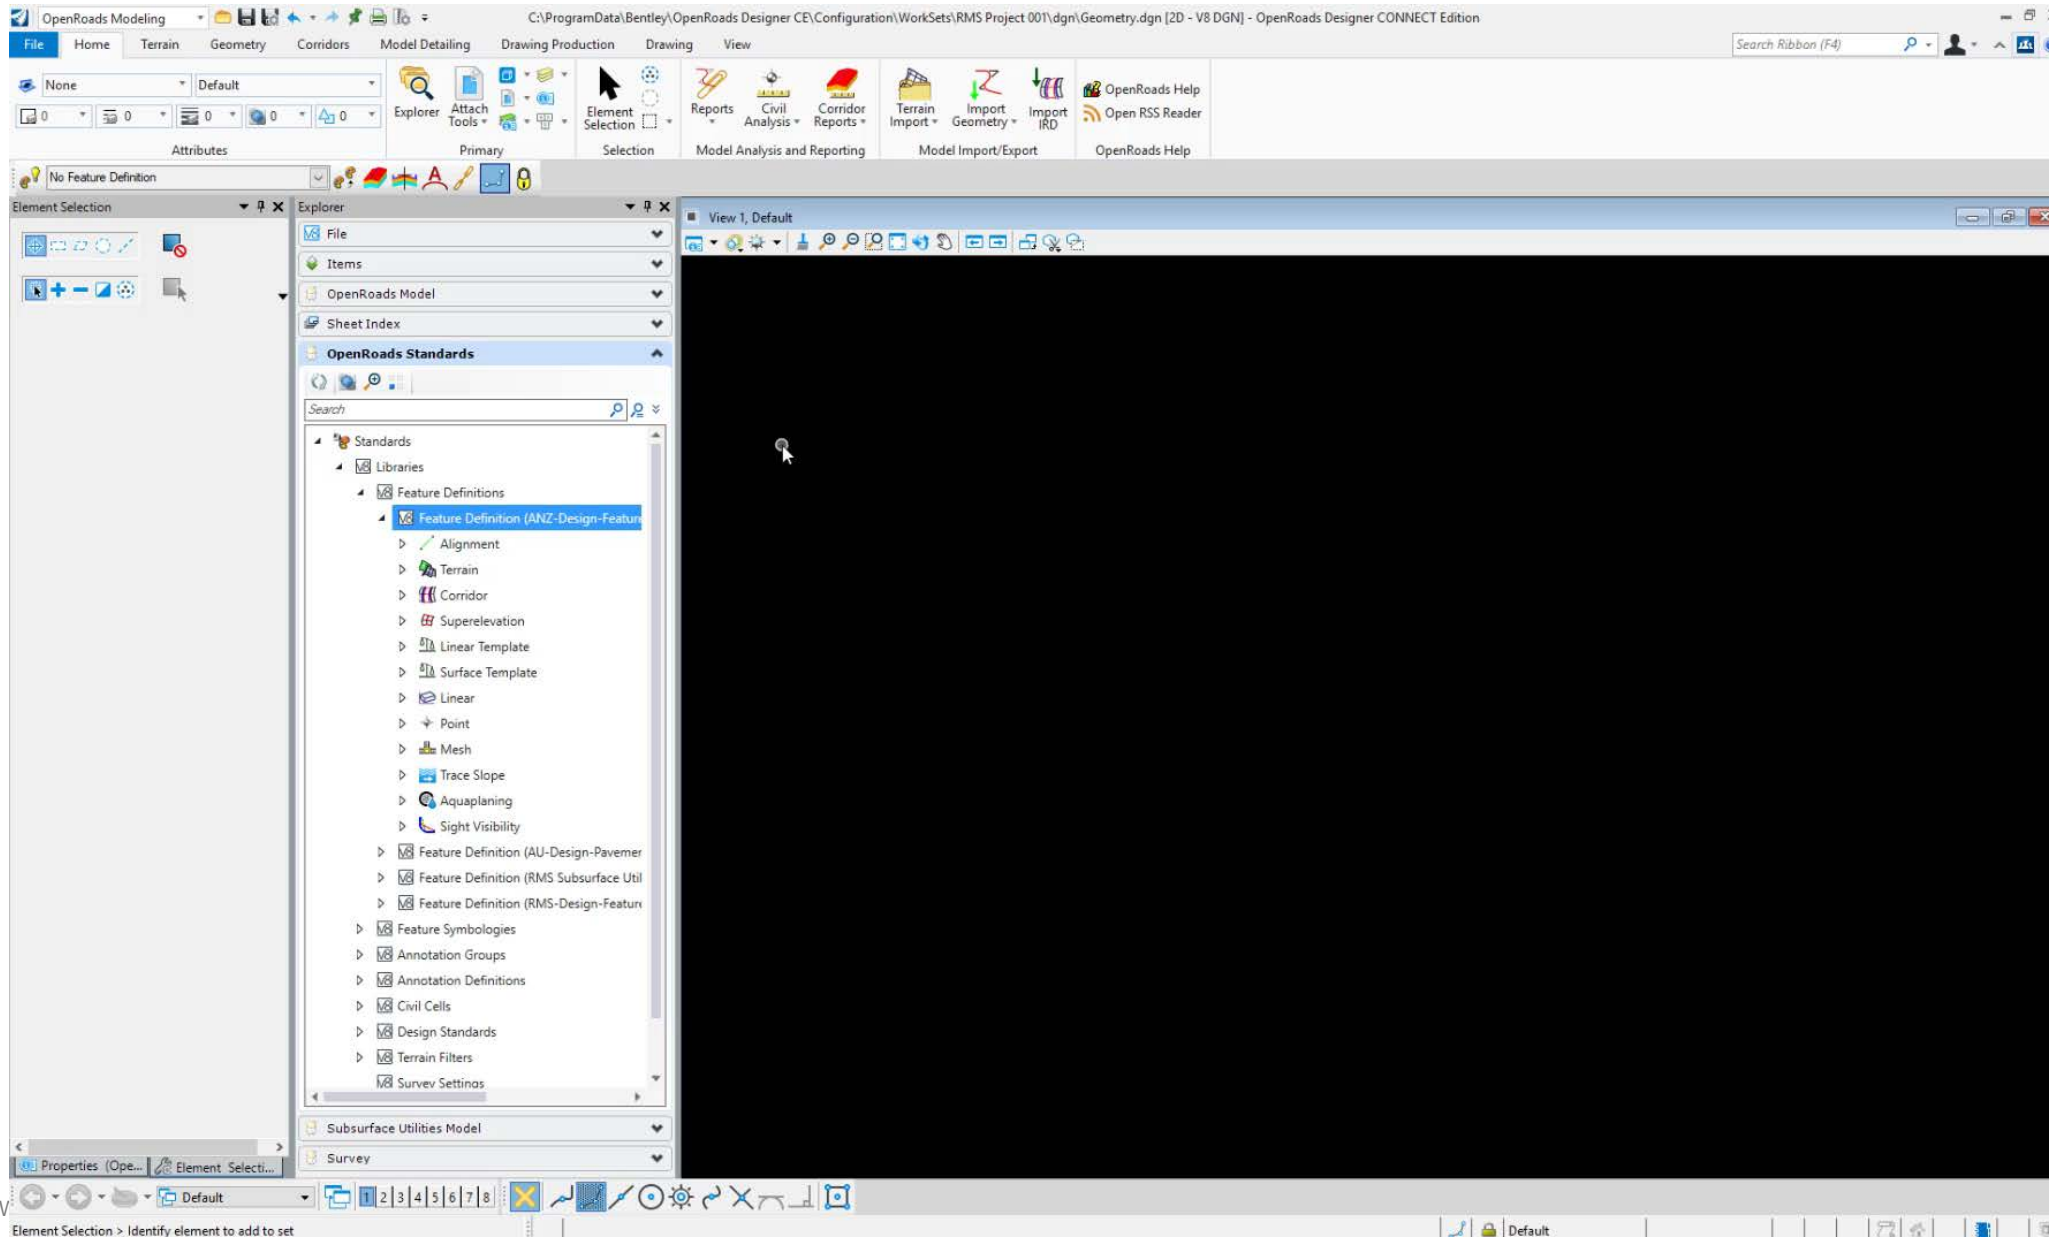 OpenRoads Modeling
C:\ProgramData\Bentley\OpenRoads Designer CE\Configuration\WorkSets\RMS Project 001\dgn\Geometry.dgn [2D - V8 DGN] - OpenRoads Designer CONNECT Edition
File Home Terrain Geometry Corridors Model Detailing Drawing Production Drawing View
Search Ribbon (F4)
None Default
0 0 0 0 0
Attributes
Explorer
Attach Tools
Primary
Element Selection
Selection
Reports
Civil Analysis
Corridor Reports
Model Analysis and Reporting
Terrain Import
Import Geometry
Import IRD
Model Import/Export
OpenRoads Help
Open RSS Reader
OpenRoads Help
No Feature Definition
Element Selection
Explorer
View 1, Default
File
Items
OpenRoads Model
Sheet Index
OpenRoads Standards
Search
Standards
Libraries
Feature Definitions
Feature Definition (ANZ-Design-Feature
Alignment
Terrain
Corridor
Superelevation
Linear Template
Surface Template
Linear
Point
Mesh
Trace Slope
Aquaplaning
Sight Visibility
Feature Definition (AU-Design-Pavemer
Feature Definition (RMS Subsurface Util
Feature Definition (RMS-Design-Feature
Feature Symbologies
Annotation Groups
Annotation Definitions
Civil Cells
Design Standards
Terrain Filters
Survey Settings
Subsurface Utilities Model
Survey
Properties (Ope... Element Selecti...
Default 1 2 3 4 5 6 7 8
Element Selection > Identify element to add to set
Default